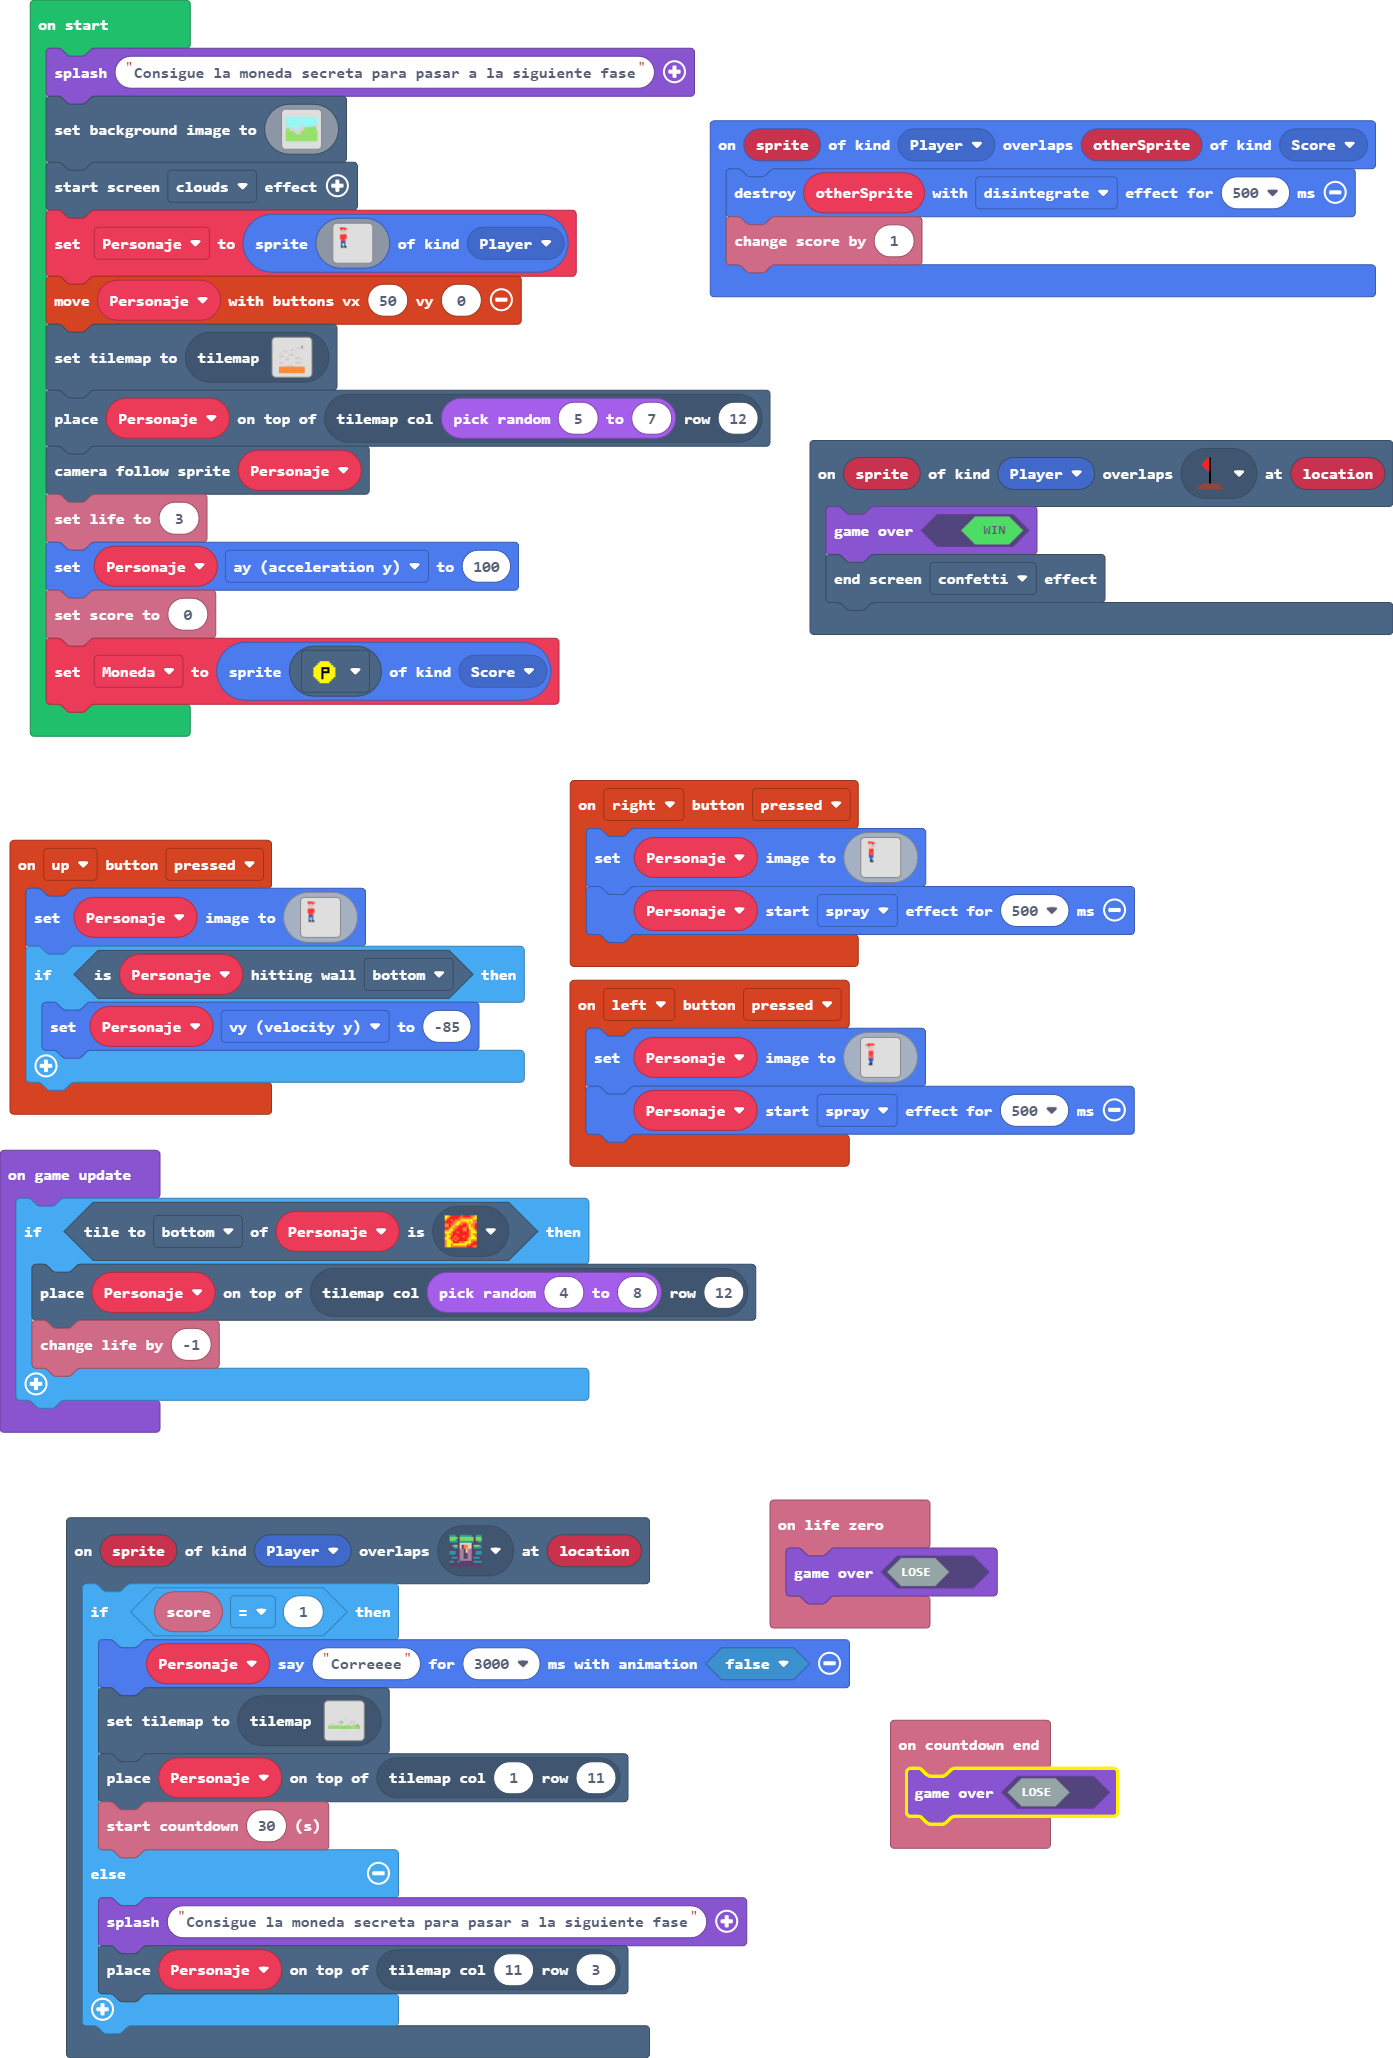 on start
splash "Consigue la moneda secreta para pasar a la siguiente fase"
set background image to
start screen clouds effect
set Personaje to sprite of kind Player
move Personaje with buttons vx 50 vy 0
set tilemap to tilemap
place Personaje on top of tilemap col pick random 5 to 7 row 12
camera follow sprite Personaje
set life to 3
set Personaje ay (acceleration y) to 100
set score to 0
set Moneda to sprite P of kind Score
on sprite of kind Player overlaps otherSprite of kind Score
destroy otherSprite with disintegrate effect for 500 ms
change score by 1
on sprite of kind Player overlaps at location
game over WIN
end screen confetti effect
on up button pressed
set Personaje image to
if is Personaje hitting wall bottom then
set Personaje vy (velocity y) to -85
on right button pressed
set Personaje image to
Personaje start spray effect for 500 ms
on left button pressed
set Personaje image to
Personaje start spray effect for 500 ms
on game update
if tile to bottom of Personaje is then
place Personaje on top of tilemap col pick random 4 to 8 row 12
change life by -1
on sprite of kind Player overlaps at location
if score = 1 then
Personaje say "Correeee" for 3000 ms with animation false
set tilemap to tilemap
place Personaje on top of tilemap col 1 row 11
start countdown 30 (s)
else
splash "Consigue la moneda secreta para pasar a la siguiente fase"
place Personaje on top of tilemap col 11 row 3
on life zero
game over LOSE
on countdown end
game over LOSE